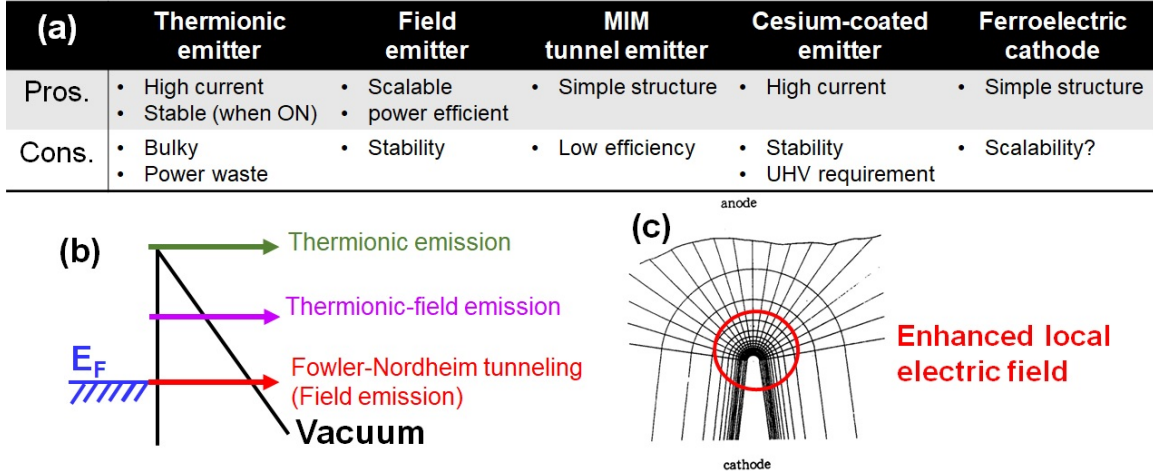 (a)
Thermionic emitter
Field emitter
MIM tunnel emitter
Cesium-coated emitter
Ferroelectric cathode
Pros.
• High current
• Stable (when ON)
• Scalable
• power efficient
• Simple structure
• High current
• Simple structure
Cons.
• Bulky
• Power waste
• Stability
• Low efficiency
• Stability
• UHV requirement
• Scalability?
(b)
Thermionic emission
Thermionic-field emission
E_F
Fowler-Nordheim tunneling
(Field emission)
Vacuum
(c)
anode
Enhanced local
electric field
cathode